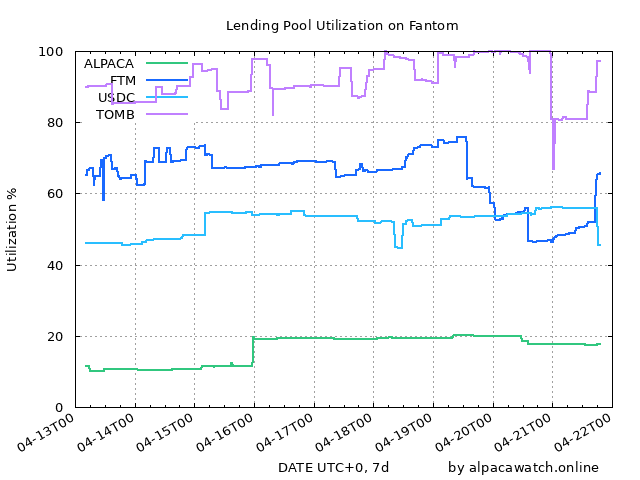 Lending Pool Utilization on Fantom
Utilization %
100
80
60
40
20
0
ALPACA
FTM
USDC
TOMB
04-13T00
04-14T00
04-15T00
04-16T00
04-17T00
04-18T00
04-19T00
04-20T00
04-21T00
04-22T00
DATE UTC+0, 7d
by alpacawatch.online